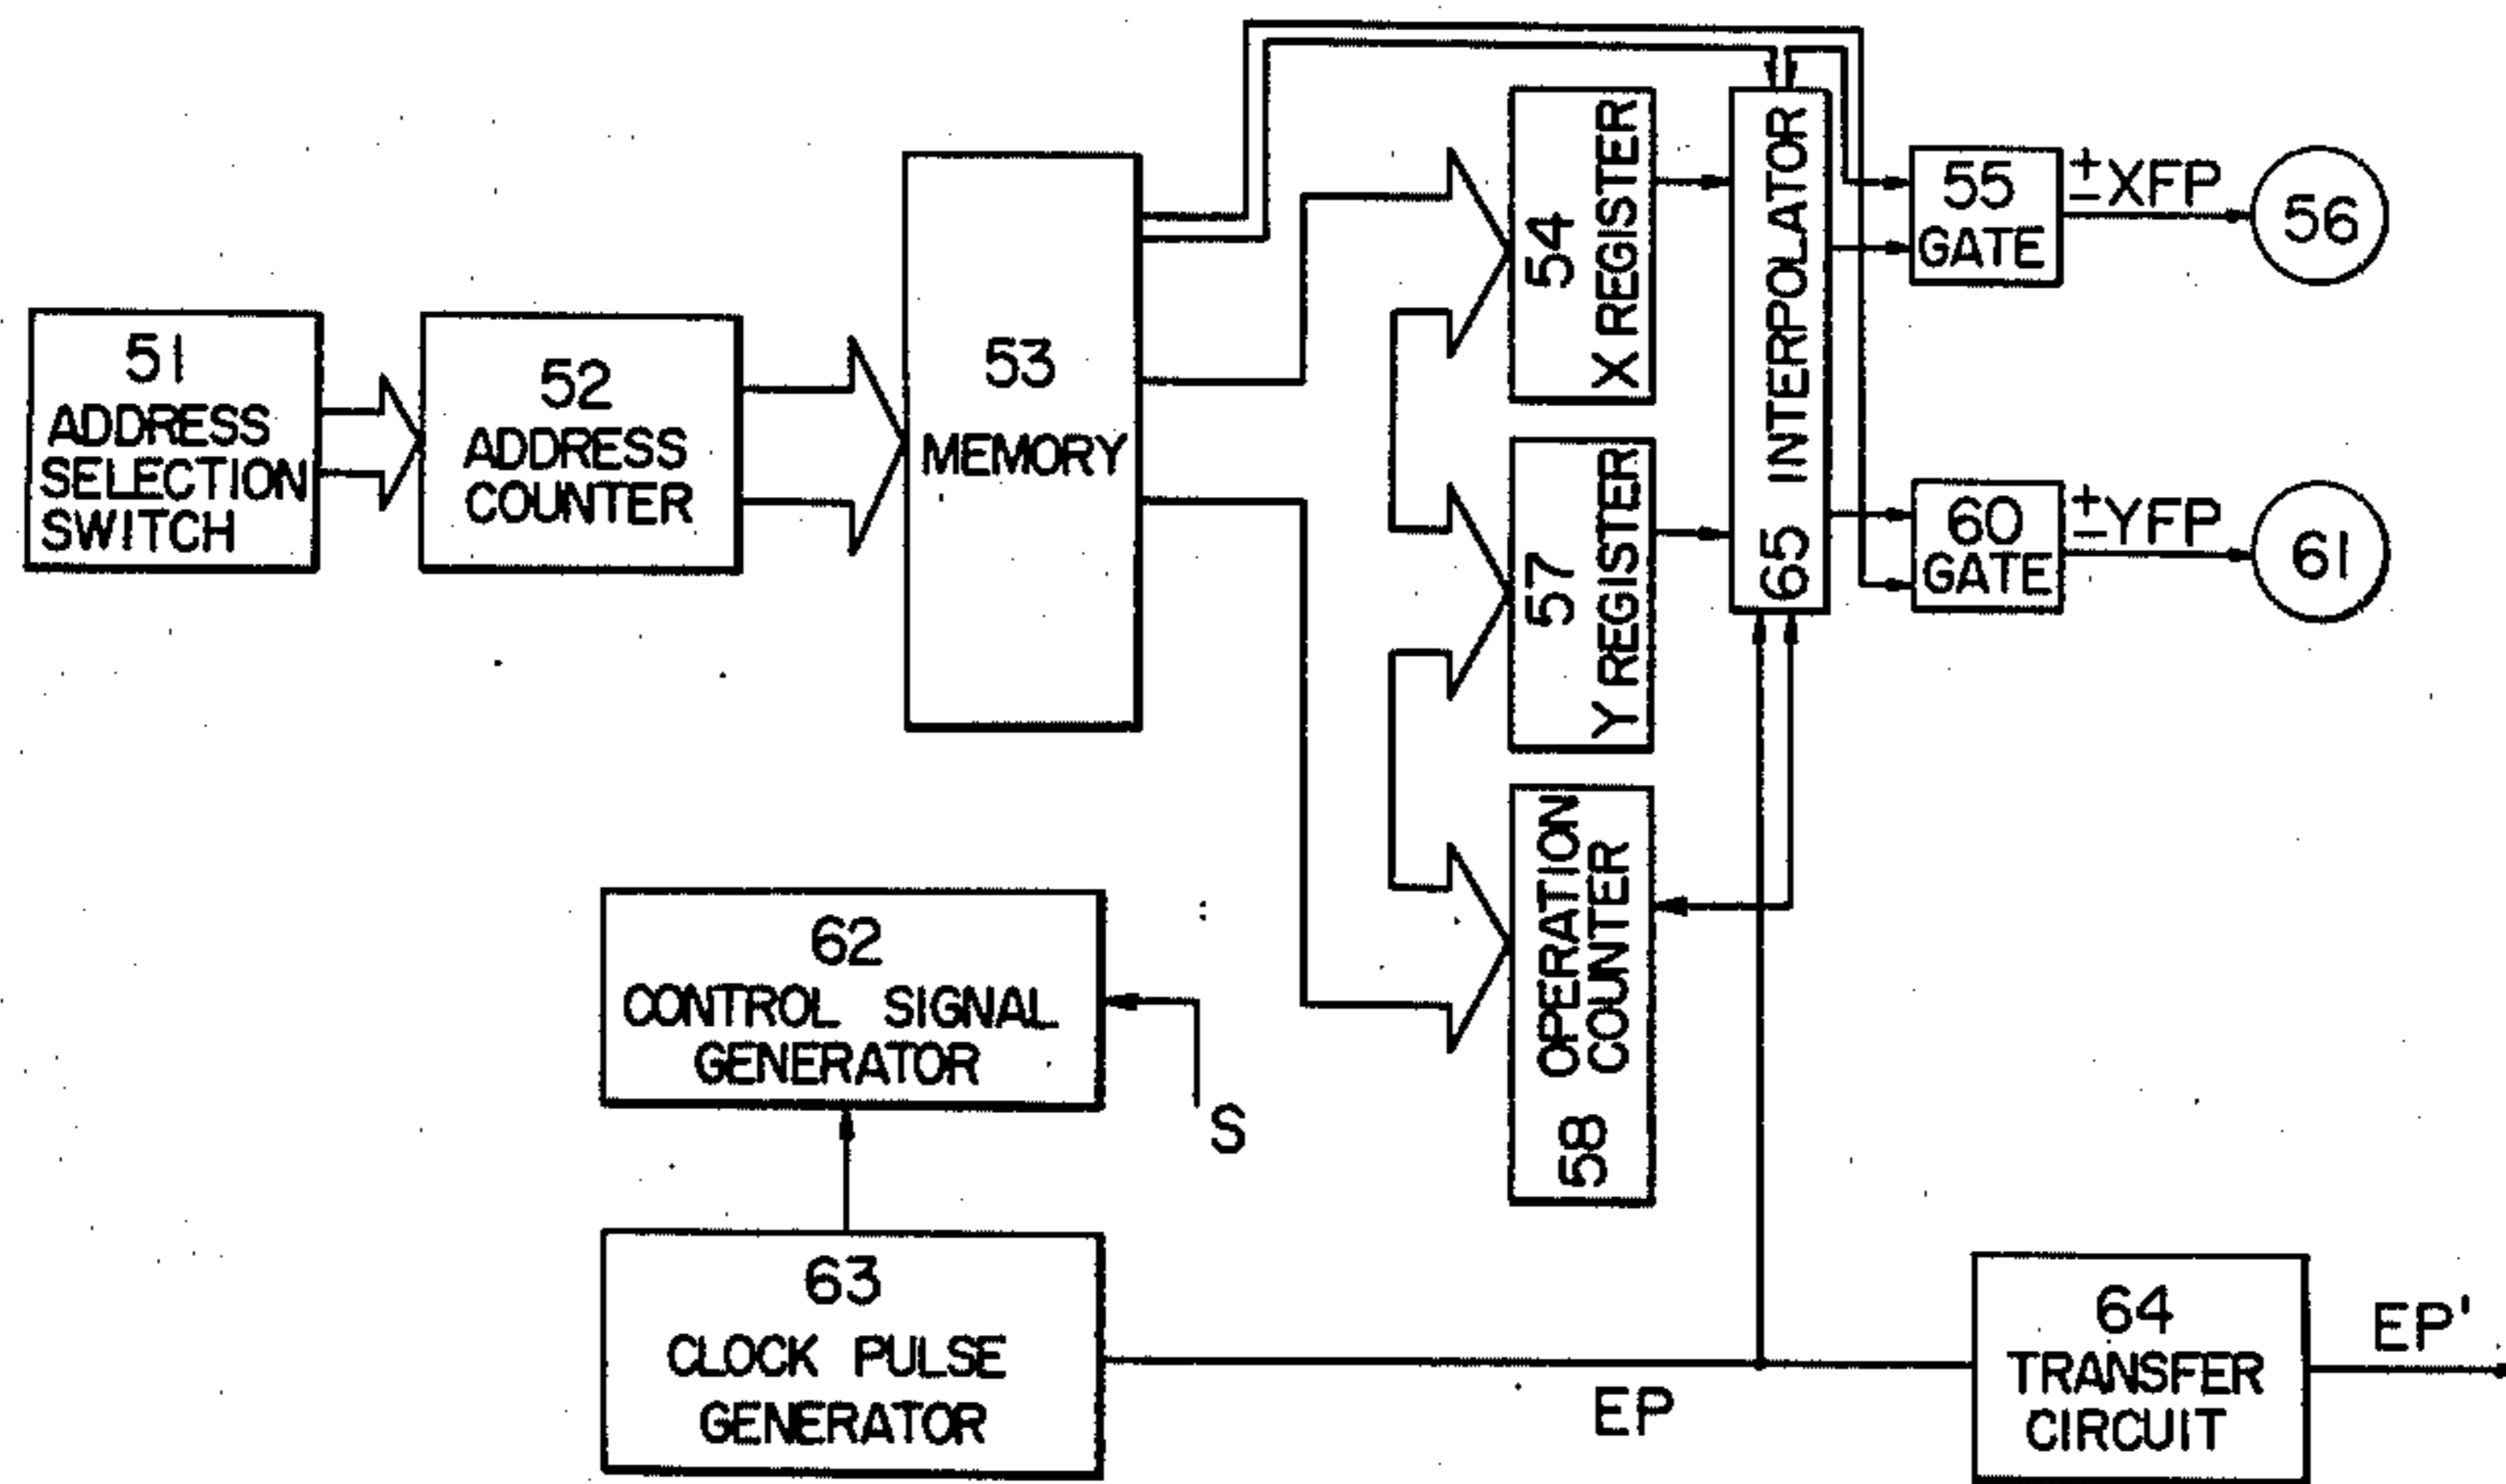 51
ADDRESS
SELECTION
SWITCH
52
ADDRESS
COUNTER
53
MEMORY
54
X REGISTER
57
Y REGISTER
58
OPERATION
COUNTER
65 INTERPOLATOR
55
GATE
±XFP
56
60
GATE
±YFP
61
62
CONTROL SIGNAL
GENERATOR
S
63
CLOCK PULSE
GENERATOR
EP
64
TRANSFER
CIRCUIT
EP'